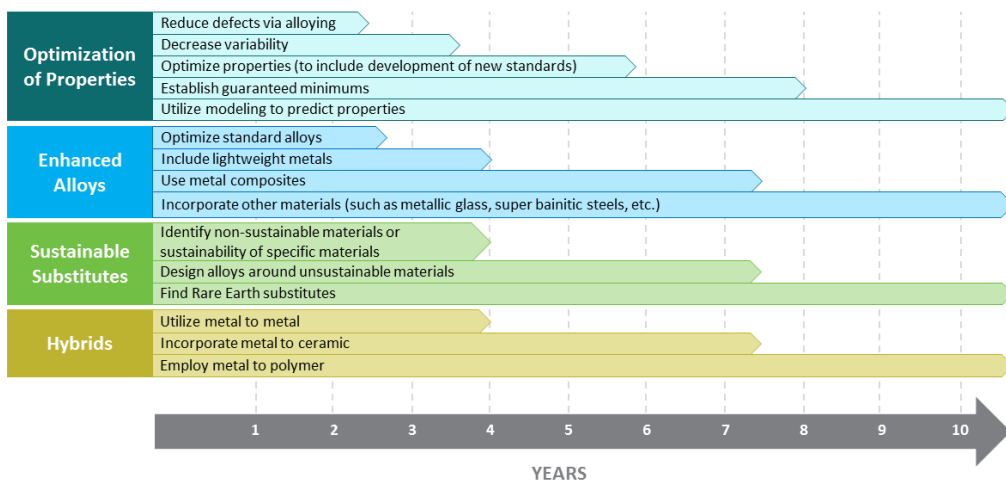 Optimization
of Properties
Reduce defects via alloying
Decrease variability
Optimize properties (to include development of new standards)
Establish guaranteed minimums
Utilize modeling to predict properties
Enhanced
Alloys
Optimize standard alloys
Include lightweight metals
Use metal composites
Incorporate other materials (such as metallic glass, super bainitic steels, etc.)
Sustainable
Substitutes
Identify non-sustainable materials or
sustainability of specific materials
Design alloys around unsustainable materials
Find Rare Earth substitutes
Hybrids
Utilize metal to metal
Incorporate metal to ceramic
Employ metal to polymer
1 2 3 4 5 6 7 8 9 10
YEARS